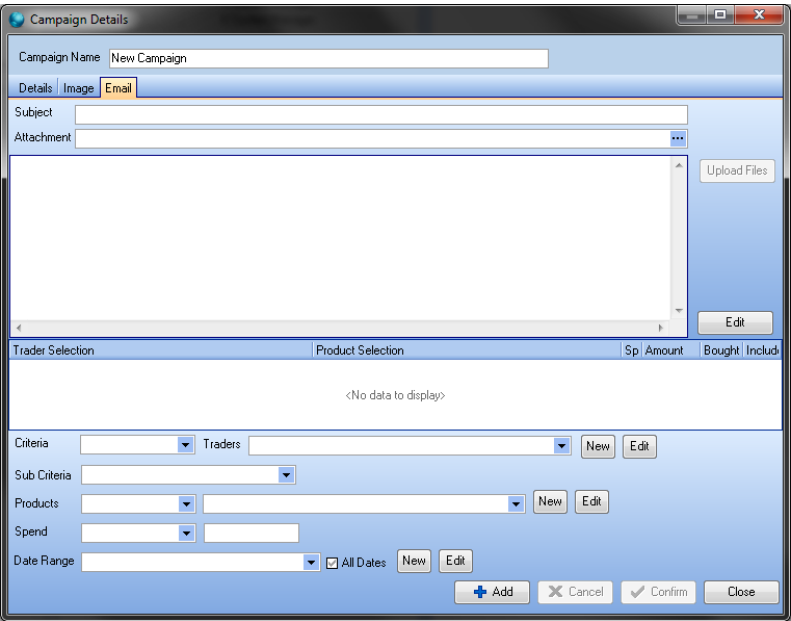 Campaign Details
Campaign Name New Campaign
Details Image Email
Subject
Attachment ...
Upload Files
Edit
Trader Selection Product Selection Sp Amount Bought Includ
<No data to display>
Criteria Traders New Edit
Sub Criteria
Products New Edit
Spend
Date Range All Dates New Edit
Add Cancel Confirm Close